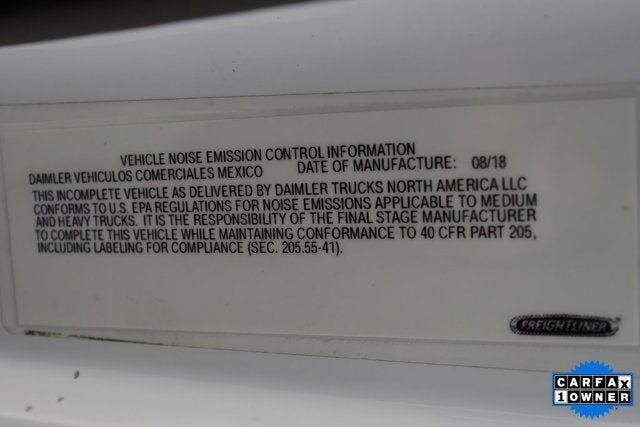 VEHICLE NOISE EMISSION CONTROL INFORMATION
DAIMLER VEHICULOS COMERCIALES MEXICO DATE OF MANUFACTURE: 08/18
THIS INCOMPLETE VEHICLE AS DELIVERED BY DAIMLER TRUCKS NORTH AMERICA LLC
CONFORMS TO U.S. EPA REGULATIONS FOR NOISE EMISSIONS APPLICABLE TO MEDIUM
AND HEAVY TRUCKS. IT IS THE RESPONSIBILITY OF THE FINAL STAGE MANUFACTURER
TO COMPLETE THIS VEHICLE WHILE MAINTAINING CONFORMANCE TO 40 CFR PART 205,
INCLUDING LABELING FOR COMPLIANCE (SEC. 205.55-41).
FREIGHTLINER
CARFAX
1 OWNER